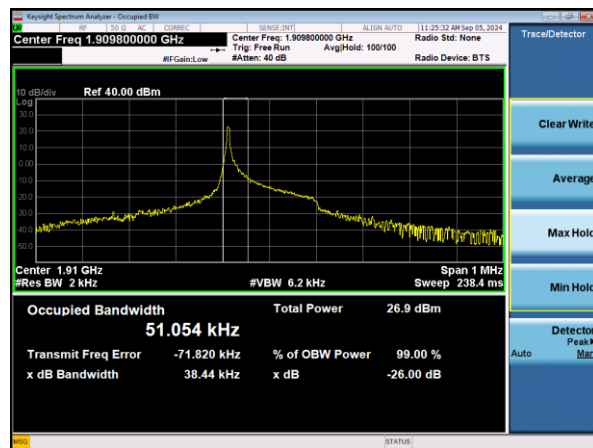 Keysight Spectrum Analyzer - Occupied BW
RF 50 Ω AC CORREC SENSE:INT ALIGN AUTO 11:25:32 AM Sep 05, 2024
Center Freq 1.909800000 GHz
Center Freq: 1.909800000 GHz
Radio Std: None
Trace/Detector
Trig: Free Run Avg|Hold: 100/100
#IFGain:Low
#Atten: 40 dB
Radio Device: BTS
10 dB/div Ref 40.00 dBm
Log
30.0
20.0
10.0
0.00
-10.0
-20.0
-30.0
-40.0
-50.0
Clear Write
Average
Max Hold
Min Hold
Detector
Peak
Auto Man
Center 1.91 GHz
Span 1 MHz
#Res BW 2 kHz
#VBW 6.2 kHz
Sweep 238.4 ms
Occupied Bandwidth
Total Power 26.9 dBm
51.054 kHz
Transmit Freq Error -71.820 kHz
% of OBW Power 99.00 %
x dB Bandwidth 38.44 kHz
x dB -26.00 dB
MSG
STATUS